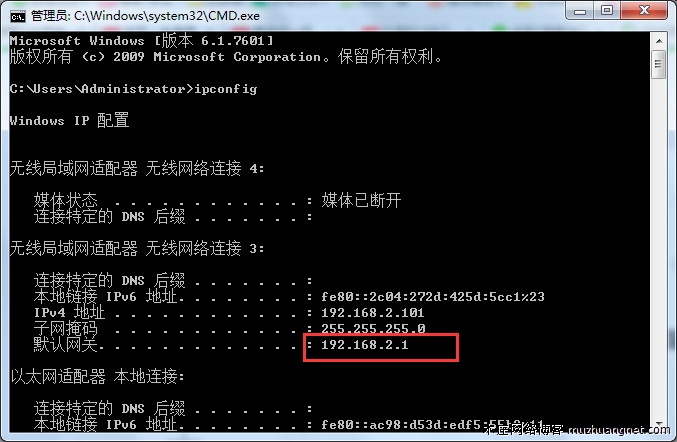 管理员: C:\Windows\system32\CMD.exe
Microsoft Windows [版本 6.1.7601]
版权所有 (c) 2009 Microsoft Corporation。保留所有权利。
C:\Users\Administrator>ipconfig
Windows IP 配置
无线局域网适配器 无线网络连接 4:
媒体状态 . . . . . . . . . . . . : 媒体已断开
连接特定的 DNS 后缀 . . . . . . . :
无线局域网适配器 无线网络连接 3:
连接特定的 DNS 后缀 . . . . . . . :
本地链接 IPv6 地址. . . . . . . . : fe80::2c04:272d:425d:5cc1%23
IPv4 地址 . . . . . . . . . . . . : 192.168.2.101
子网掩码 . . . . . . . . . . . . : 255.255.255.0
默认网关. . . . . . . . . . . . . : 192.168.2.1
以太网适配器 本地连接:
连接特定的 DNS 后缀 . . . . . . . :
本地链接 IPv6 地址. . . . . . . . : fe80::ac98:d53d:edf5:
网络博客 muzhuangnet.com